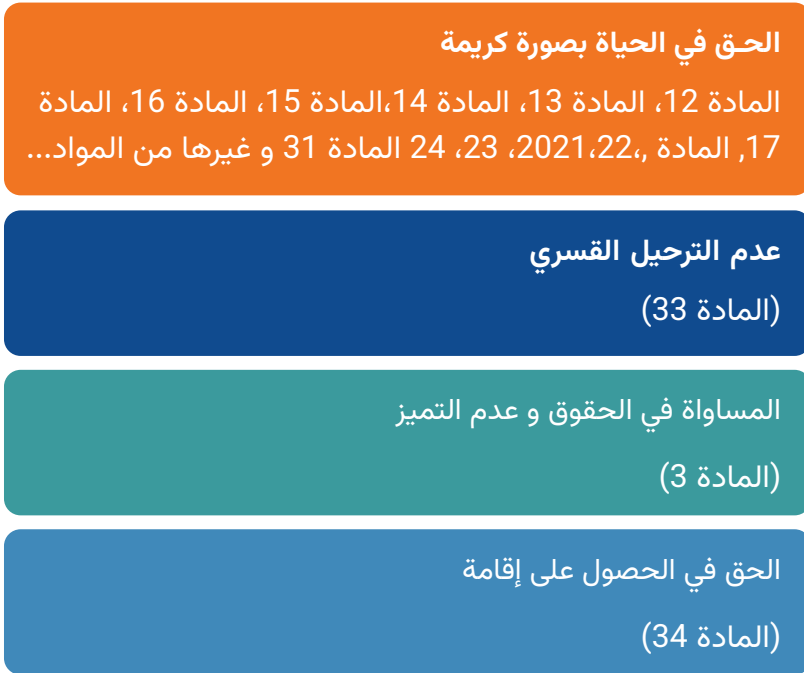 الحـق في الحياة بصورة كريمة
المادة 12، المادة 13، المادة 14،المادة 15، المادة 16، المادة
17, المادة ,،2021،22، 23، 24 المادة 31 و غيرها من المواد...
عدم الترحيل القسري
(المادة 33)
المساواة في الحقوق و عدم التميز
(المادة 3)
الحق في الحصول على إقامة
(المادة 34)